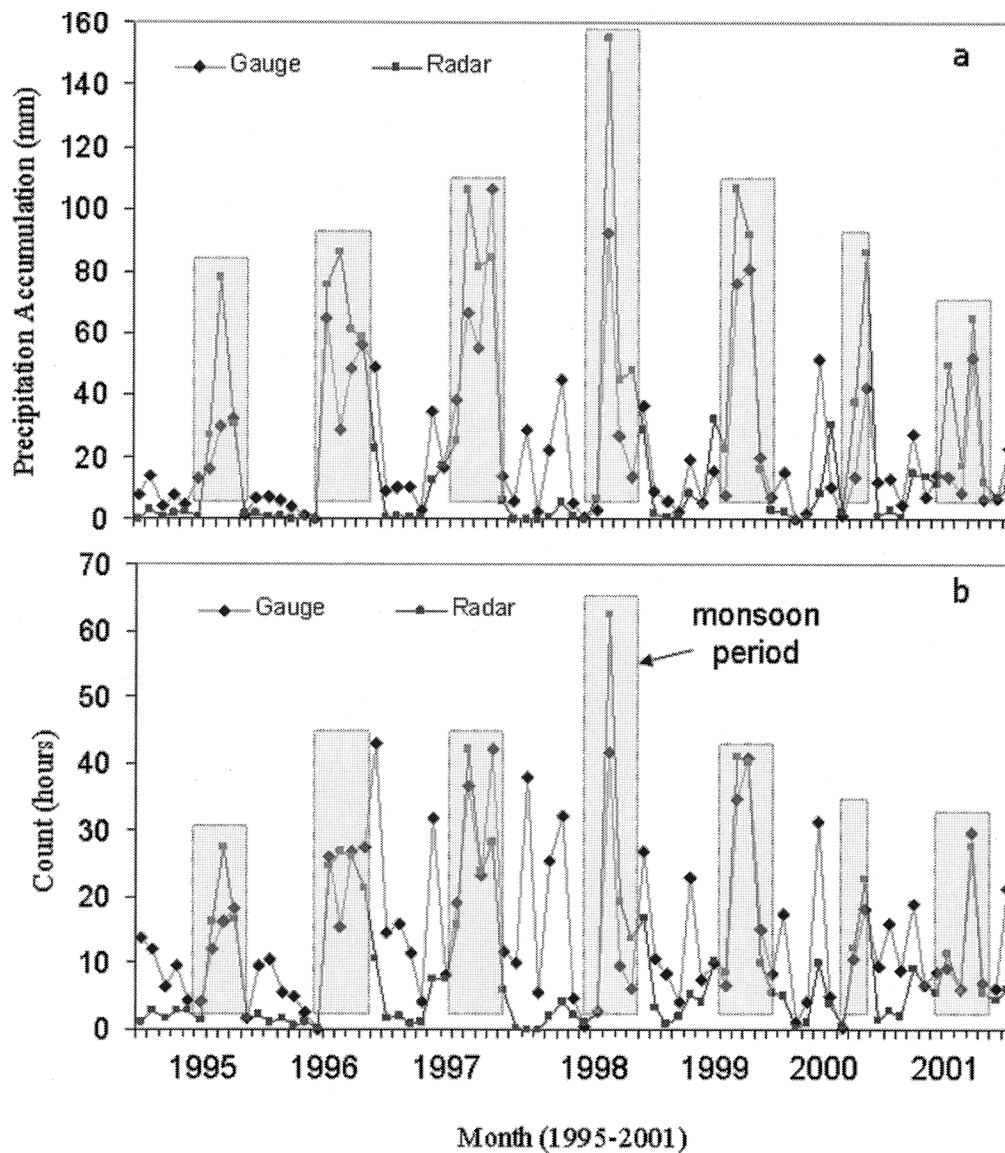 160
a
Gauge Radar
140
120
100
80
60
40
20
0
Precipitation Accumulation (mm)
70
b
Gauge Radar
60
monsoon
period
50
40
30
20
10
0
Count (hours)
1995 1996 1997 1998 1999 2000 2001
Month (1995-2001)